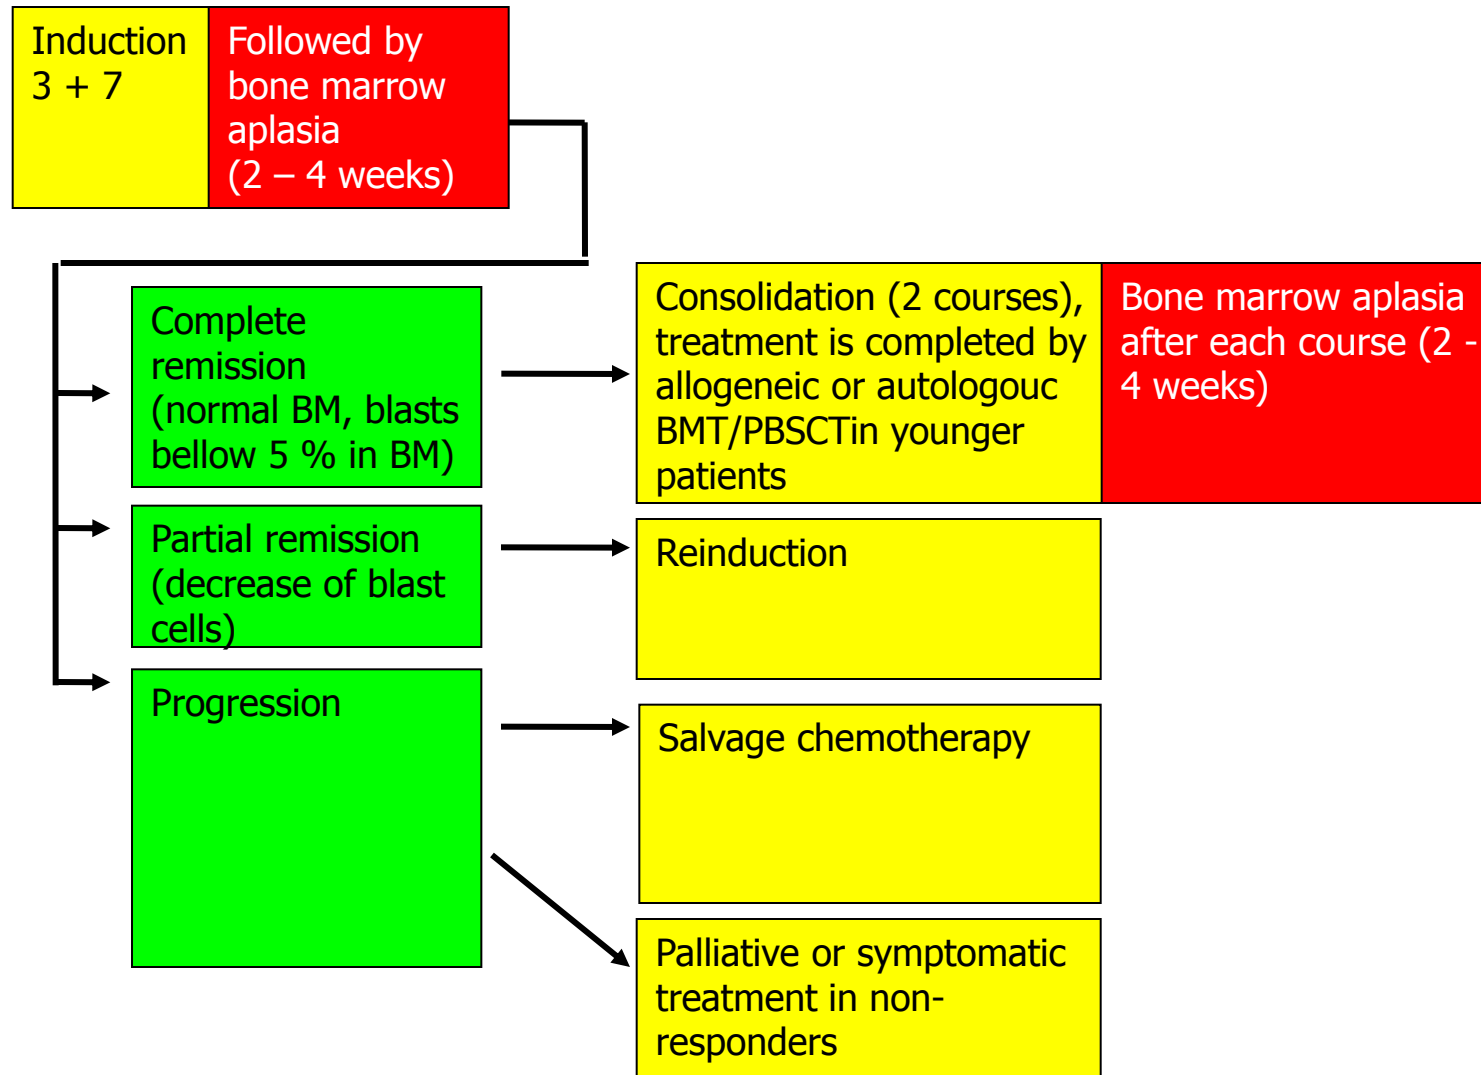 Induction
3 + 7
Followed by
bone marrow
aplasia
(2 – 4 weeks)
Complete
remission
(normal BM, blasts
bellow 5 % in BM)
Consolidation (2 courses),
treatment is completed by
allogeneic or autologouc
BMT/PBSCTin younger
patients
Bone marrow aplasia
after each course (2 -
4 weeks)
Partial remission
(decrease of blast
cells)
Reinduction
Progression
Salvage chemotherapy
Palliative or symptomatic
treatment in non-
responders